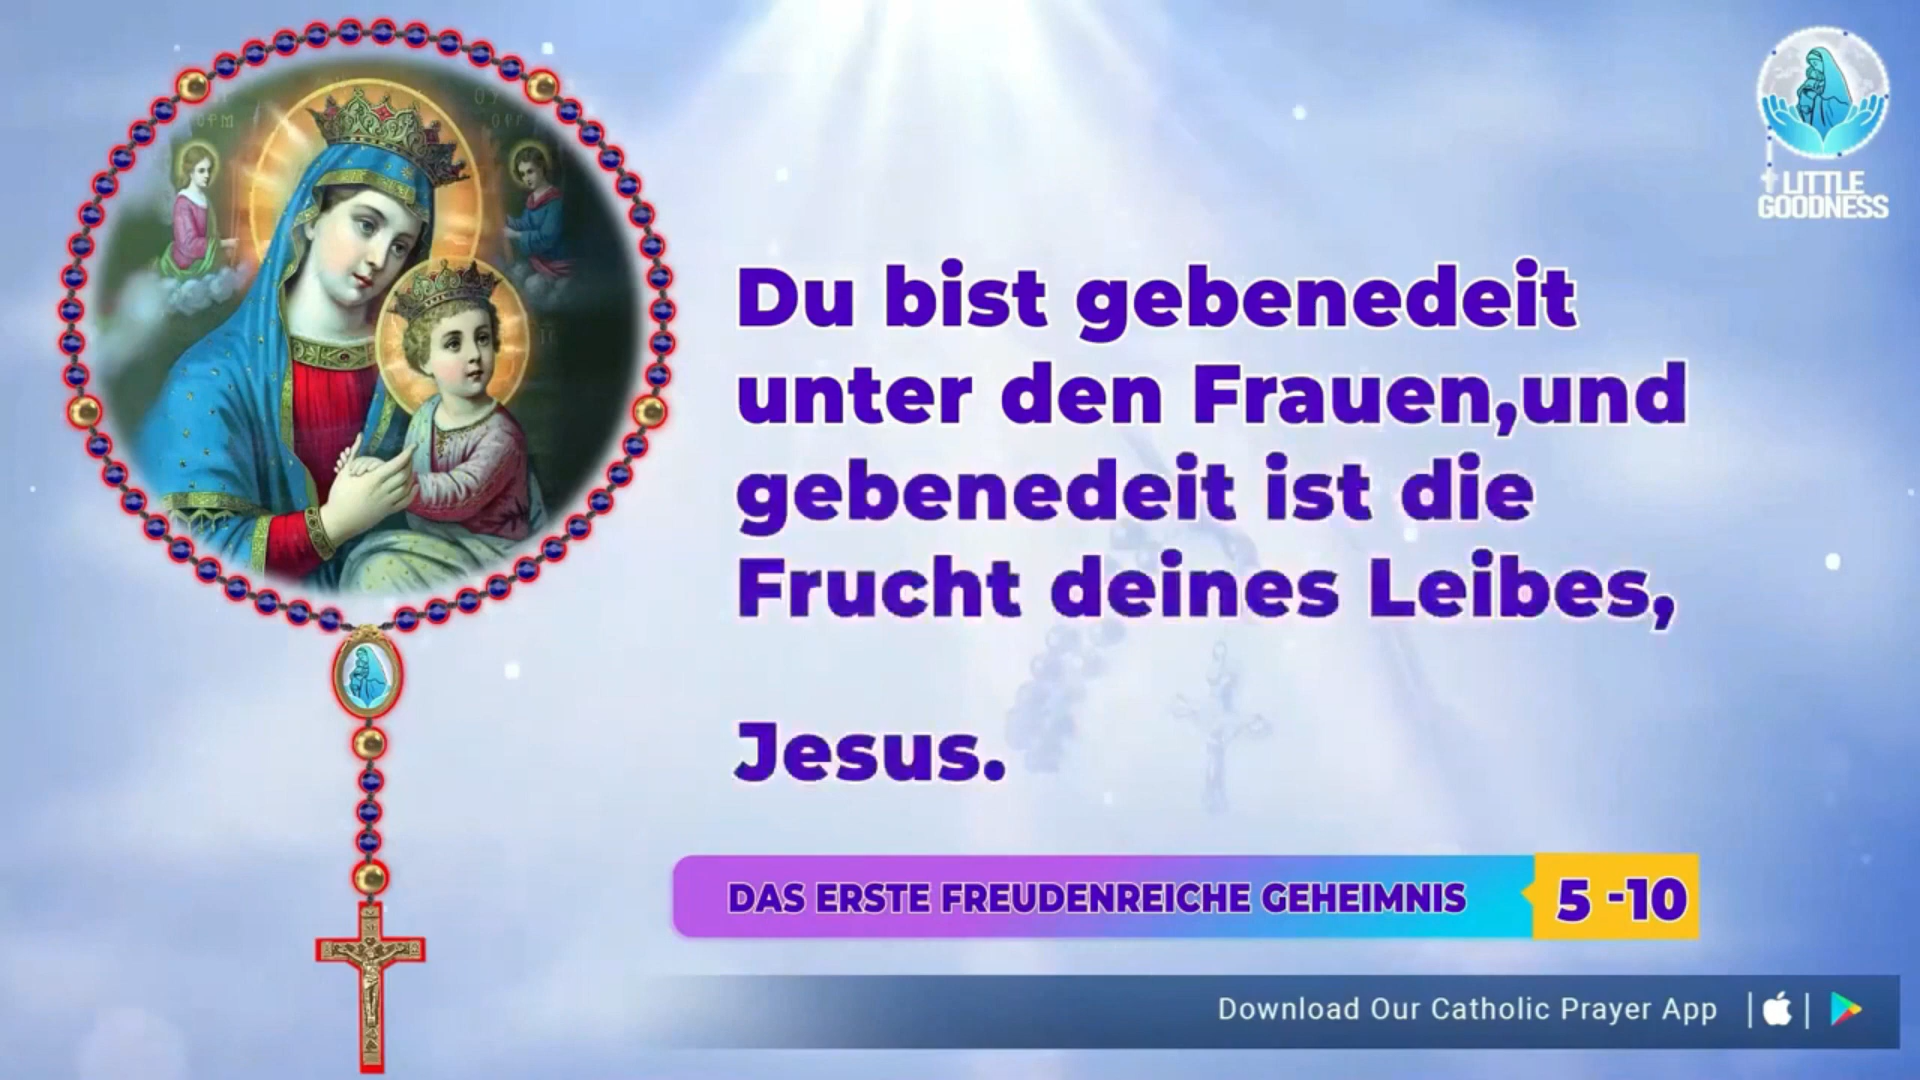 LITTLE
GOODNESS
Du bist gebenedeit
unter den Frauen,und
gebenedeit ist die
Frucht deines Leibes,
Jesus.
DAS ERSTE FREUDENREICHE GEHEIMNIS
5 -10
Download Our Catholic Prayer App